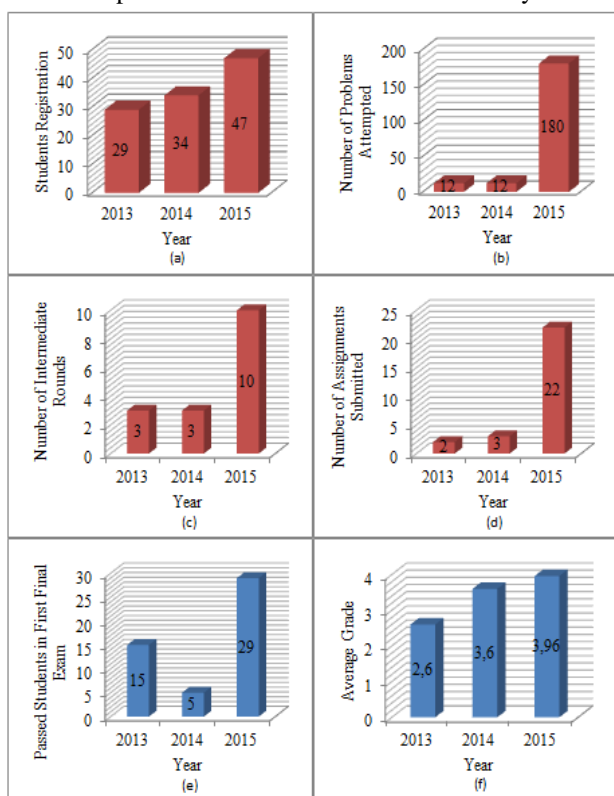 50
40
30
20
10
0
Students Registration
29
34
47
2013 2014 2015
Year
(a)
200
150
100
50
0
Number of Problems
Attempted
12
12
180
2013 2014 2015
Year
(b)
10
8
6
4
2
0
Number of Intermediate
Rounds
3
3
10
2013 2014 2015
Year
(c)
25
20
15
10
5
0
Number of Assignments
Submitted
2
3
22
2013 2014 2015
Year
(d)
30
25
20
15
10
5
0
Passed Students in First Final
Exam
15
5
29
2013 2014 2015
Year
(e)
4
3
2
1
0
Average Grade
2,6
3,6
3,96
2013 2014 2015
Year
(f)